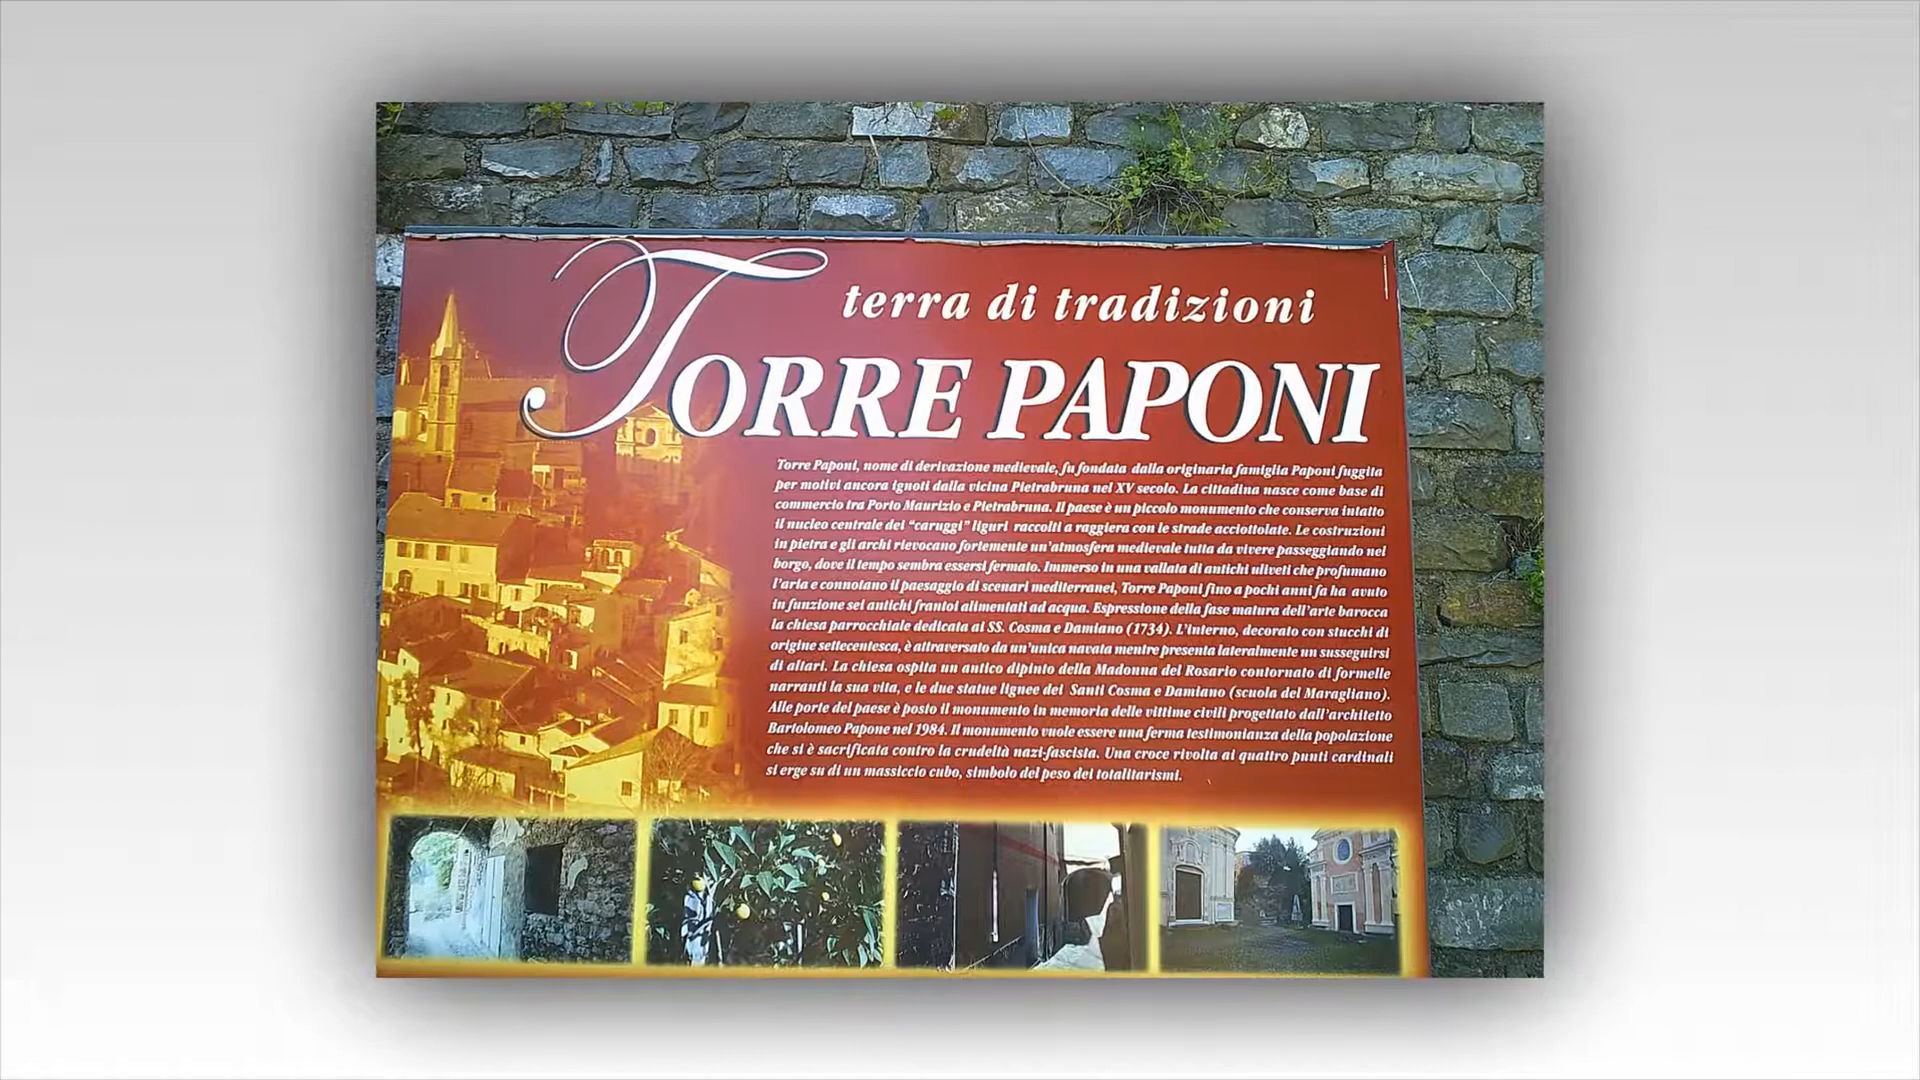 terra di tradizioni
TORRE PAPONI
Torre Paponi, nome di derivazione medievale, fu fondata dalla originaria famiglia Paponi fuggita
per motivi ancora ignoti dalla vicina Pietrabruna nel XV secolo. La cittadina nasce come base di
commercio tra Porto Maurizio e Pietrabruna. Il paese è un piccolo monumento che conserva intatto
il nucleo centrale dei "caruggi" liguri raccolti a raggiera con le strade acciottolate. Le costruzioni
in pietra e gli archi rievocano fortemente un'atmosfera medievale tutta da vivere passeggiando nel
borgo, dove il tempo sembra essersi fermato. Immerso in una vallata di antichi uliveti che profumano
l'aria e connotano il paesaggio di scenari mediterranei, Torre Paponi fino a pochi anni fa ha avuto
in funzione sei antichi frantoi alimentati ad acqua. Espressione della fase matura dell'arte barocca
la chiesa parrocchiale dedicata ai SS. Cosma e Damiano (1734). L'interno, decorato con stucchi di
origine settecentesca, è attraversato da un'unica navata mentre presenta lateralmente un susseguirsi
di altari. La chiesa ospita un antico dipinto della Madonna del Rosario contornato di formelle
narranti la sua vita, e le due statue lignee dei Santi Cosma e Damiano (scuola del Maragliano).
Alle porte del paese è posto il monumento in memoria delle vittime civili progettato dall'architetto
Bartolomeo Papone nel 1984. Il monumento vuole essere una ferma testimonianza della popolazione
che si è sacrificata contro la crudeltà nazi-fascista. Una croce rivolta ai quattro punti cardinali
si erge su di un massiccio cubo, simbolo del peso dei totalitarismi.